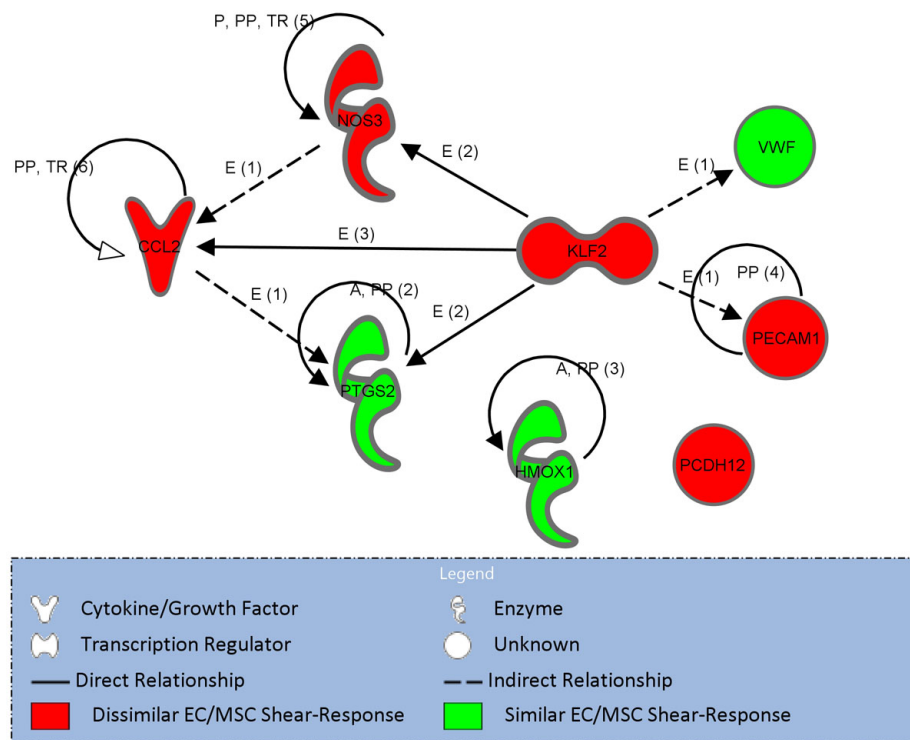 P, PP, TR (5)
NOS3
VWF
E (1)
E (2)
E (1)
PP, TR (6)
CCL2
E (3)
KLF2
E (1)
PP (4)
E (1)
A, PP (2)
E (2)
PECAM1
PTGS2
A, PP (3)
HMOX1
PCDH12
Legend
Cytokine/Growth Factor
Enzyme
Transcription Regulator
Unknown
Direct Relationship
Indirect Relationship
Dissimilar EC/MSC Shear-Response
Similar EC/MSC Shear-Response